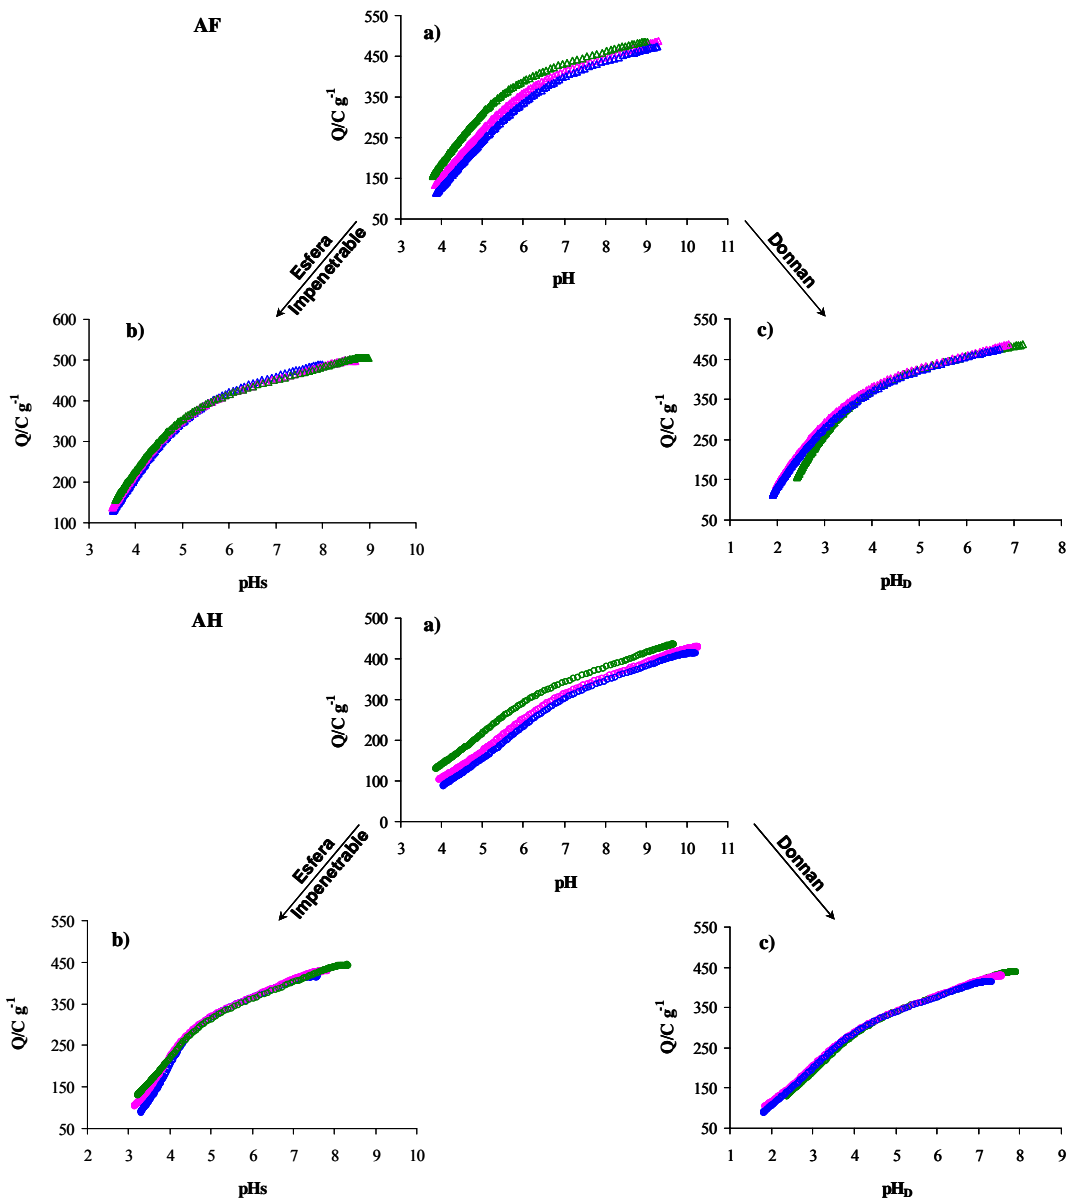 AF
a)
Q/C g-1
550
450
350
250
150
50
3 4 5 6 7 8 9 10 11
pH
Esfera
Impenetrable
Donnan
b)
Q/C g-1
600
500
400
300
200
100
3 4 5 6 7 8 9 10
pHs
c)
Q/C g-1
550
450
350
250
150
50
1 2 3 4 5 6 7 8
pHD
AH
a)
Q/C g-1
500
400
300
200
100
0
3 4 5 6 7 8 9 10 11
pH
Esfera
Impenetrable
Donnan
b)
Q/C g-1
550
450
350
250
150
50
2 3 4 5 6 7 8 9 10
pHs
c)
Q/C g-1
550
450
350
250
150
50
1 2 3 4 5 6 7 8 9
pHD